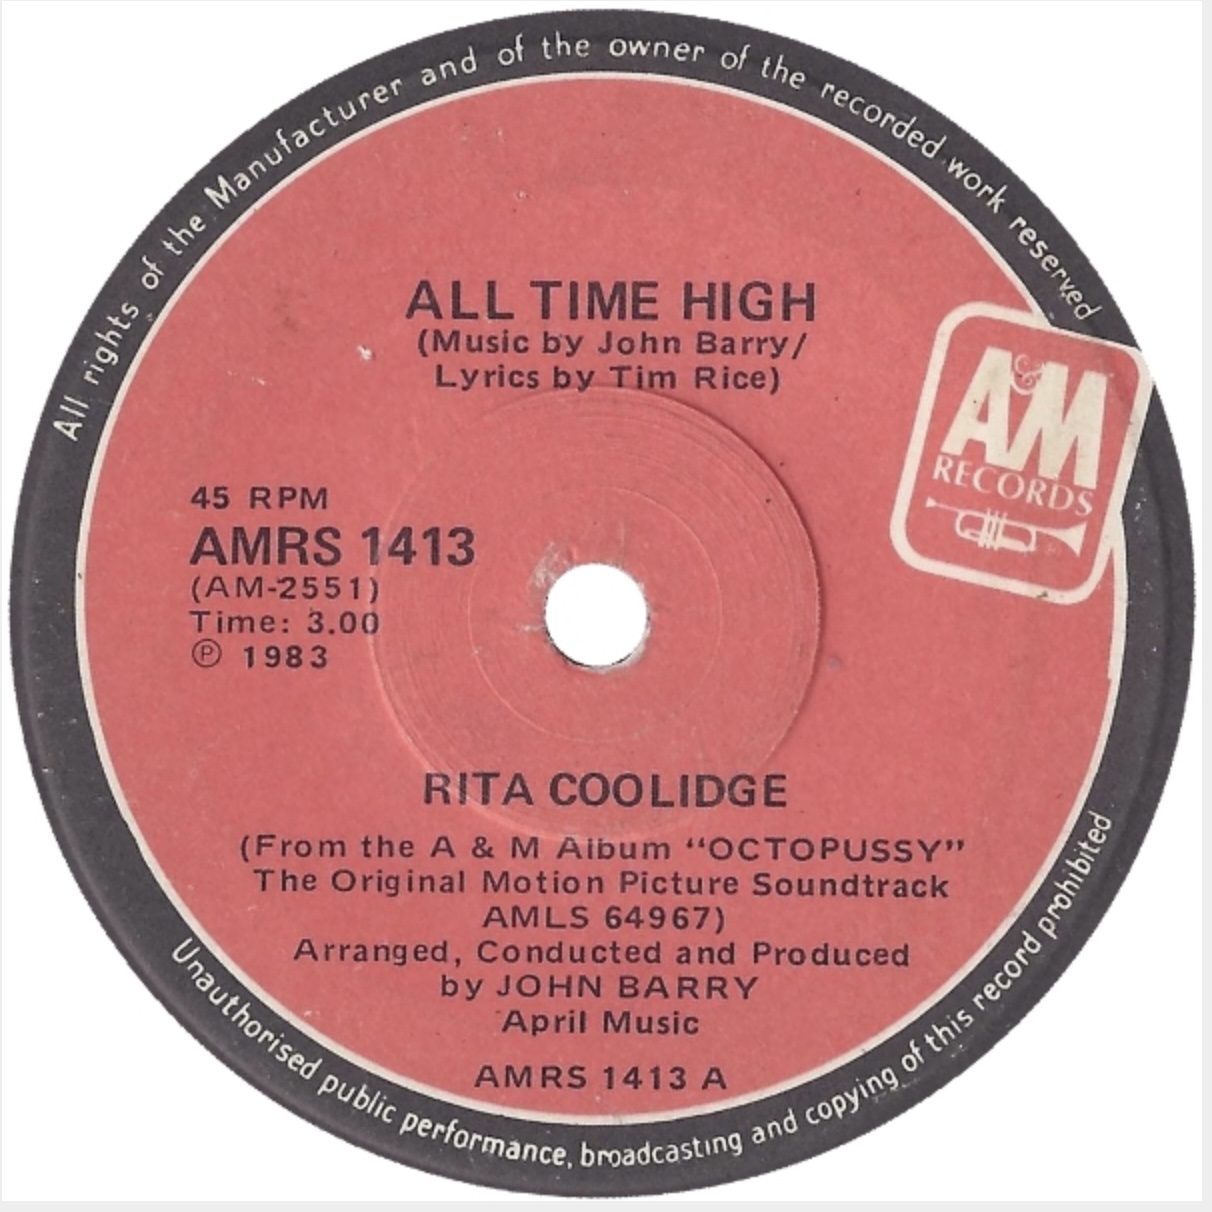 All rights of the Manufacturer and of the owner of the recorded work reserved
ALL TIME HIGH
(Music by John Barry/
Lyrics by Tim Rice)
A&M
RECORDS
45 RPM
AMRS 1413
(AM-2551)
Time: 3.00
℗ 1983
RITA COOLIDGE
(From the A & M Album “OCTOPUSSY”
The Original Motion Picture Soundtrack
AMLS 64967)
Arranged, Conducted and Produced
by JOHN BARRY
April Music
AMRS 1413 A
Unauthorised public performance, broadcasting and copying of this record prohibited